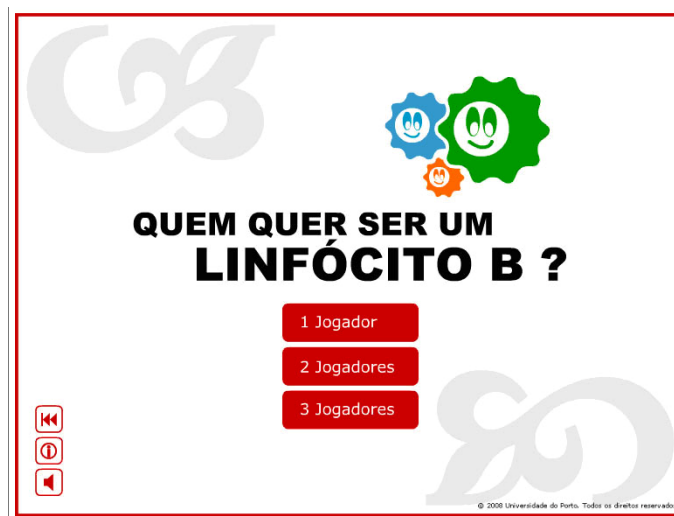 QUEM QUER SER UM
LINFÓCITO B ?
1 Jogador
2 Jogadores
3 Jogadores
© 2008 Universidade do Porto. Todos os direitos reservados